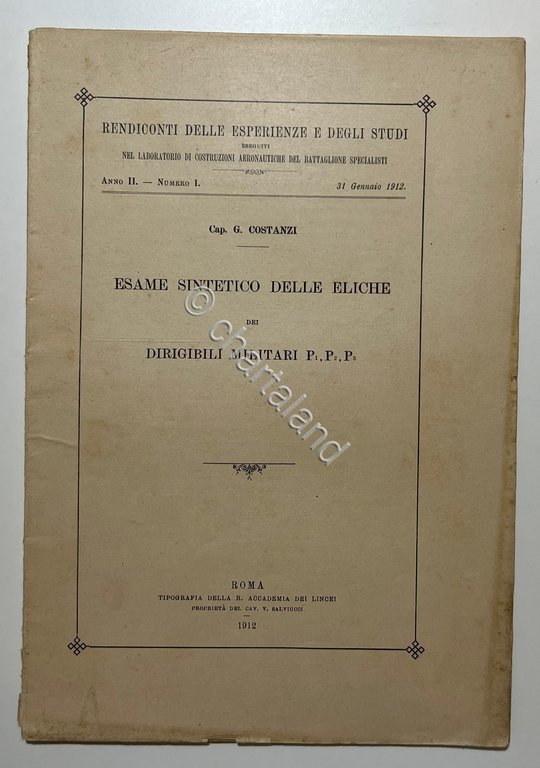 RENDICONTI DELLE ESPERIENZE E DEGLI STUDI
ESEGUITI
NEL LABORATORIO DI COSTRUZIONI AERONAUTICHE DEL BATTAGLIONE SPECIALISTI
ANNO II. — NUMERO 1.
31 Gennaio 1912.
Cap. G. COSTANZI
ESAME SINTETICO DELLE ELICHE
DEI
DIRIGIBILI MILITARI P1, P2, P3
© chartaland
ROMA
TIPOGRAFIA DELLA R. ACCADEMIA DEI LINCEI
PROPRIETÀ DEL CAV. V. SALVIUCCI
1912